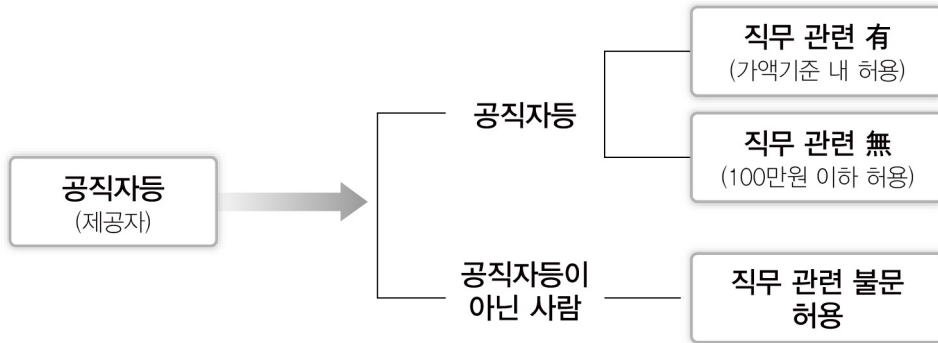 공직자등
(제공자)
공직자등
직무 관련 有
(가액기준 내 허용)
직무 관련 無
(100만원 이하 허용)
공직자등이
아닌 사람
직무 관련 불문
허용